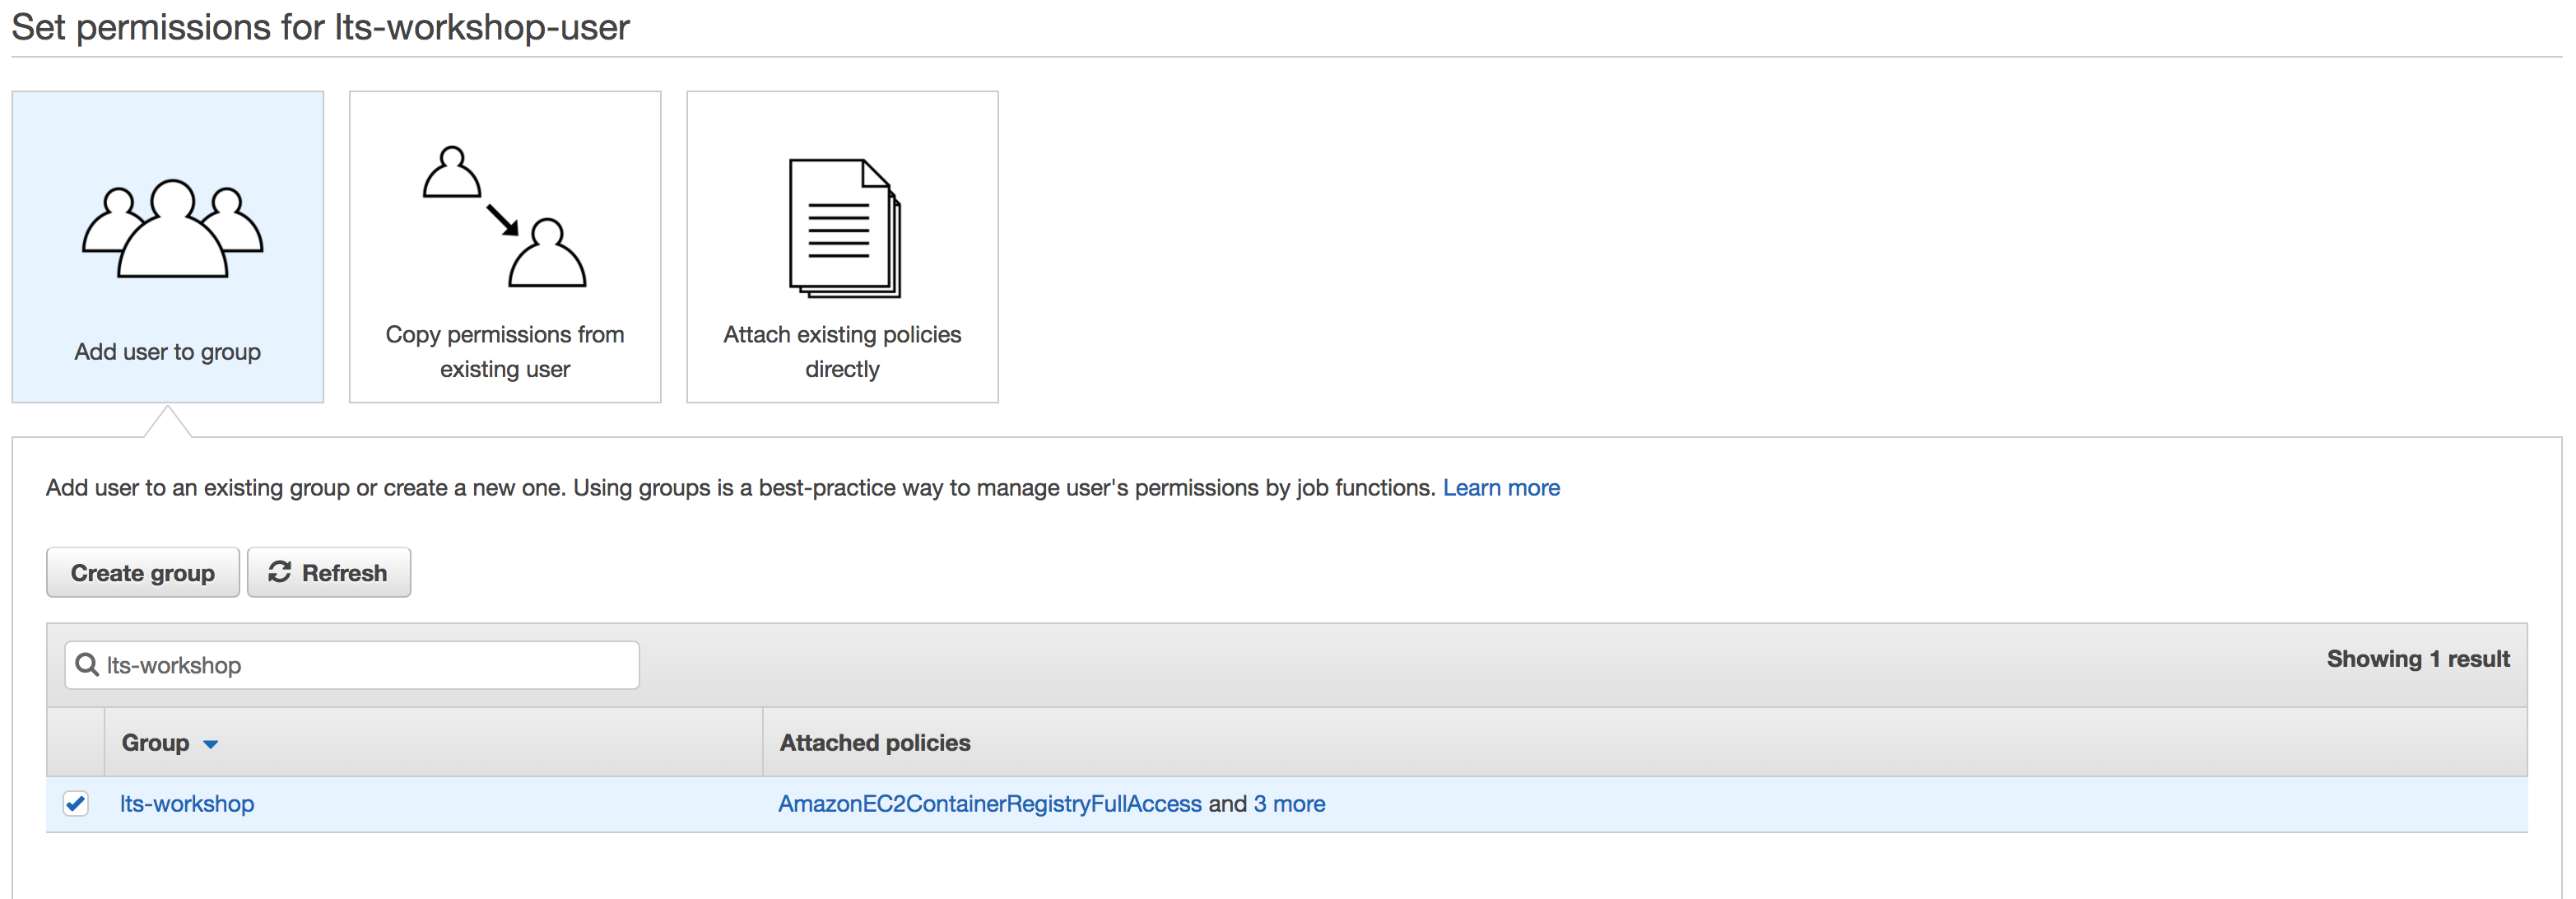 Set permissions for lts-workshop-user
Add user to group
Copy permissions from
existing user
Attach existing policies
directly
Add user to an existing group or create a new one. Using groups is a best-practice way to manage user's permissions by job functions. Learn more
Create group
Refresh
lts-workshop
Showing 1 result
Group
Attached policies
lts-workshop
AmazonEC2ContainerRegistryFullAccess and 3 more